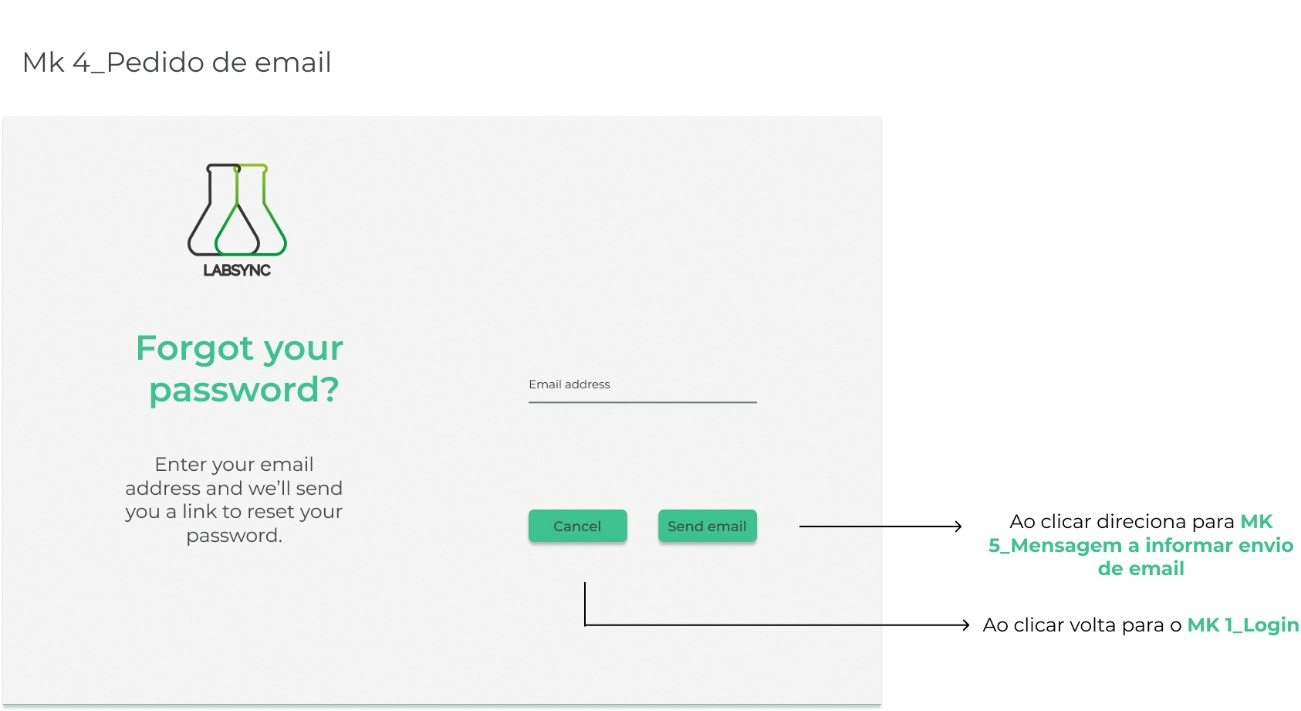 Mk 4_Pedido de email
LABSYNC
Forgot your
password?
Enter your email
address and we'll send
you a link to reset your
password.
Email address
Cancel
Send email
Ao clicar direciona para MK
5_Mensagem a informar envio
de email
Ao clicar volta para o MK 1_Login